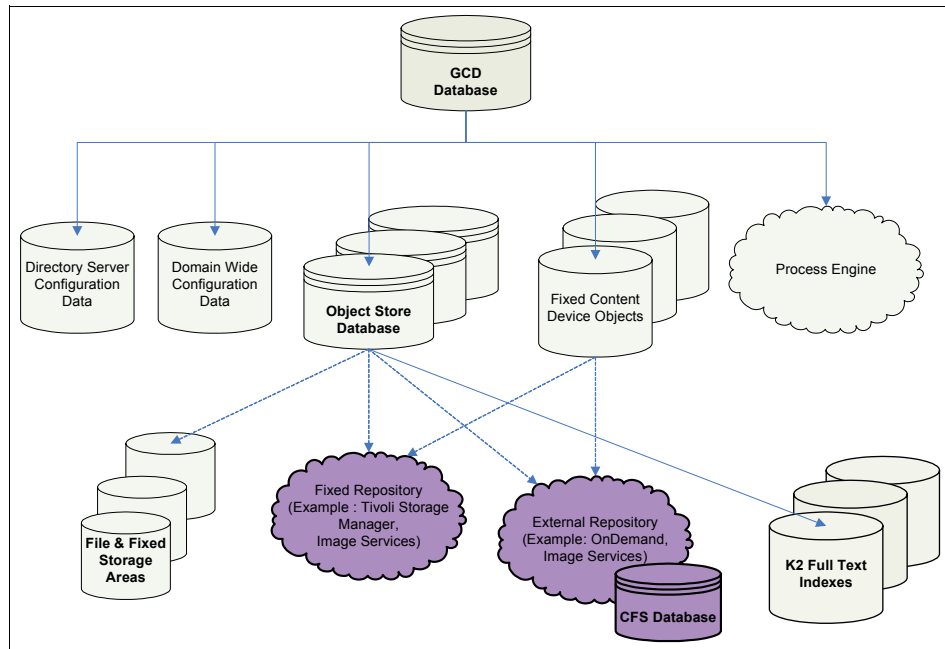 GCD
Database
Directory Server
Configuration
Data
Domain Wide
Configuration
Data
Object Store
Database
Fixed Content
Device Objects
Process Engine
File & Fixed
Storage
Areas
Fixed Repository
(Example : Tivoli Storage
Manager,
Image Services)
External Repository
(Example: OnDemand,
Image Services)
CFS Database
K2 Full Text
Indexes